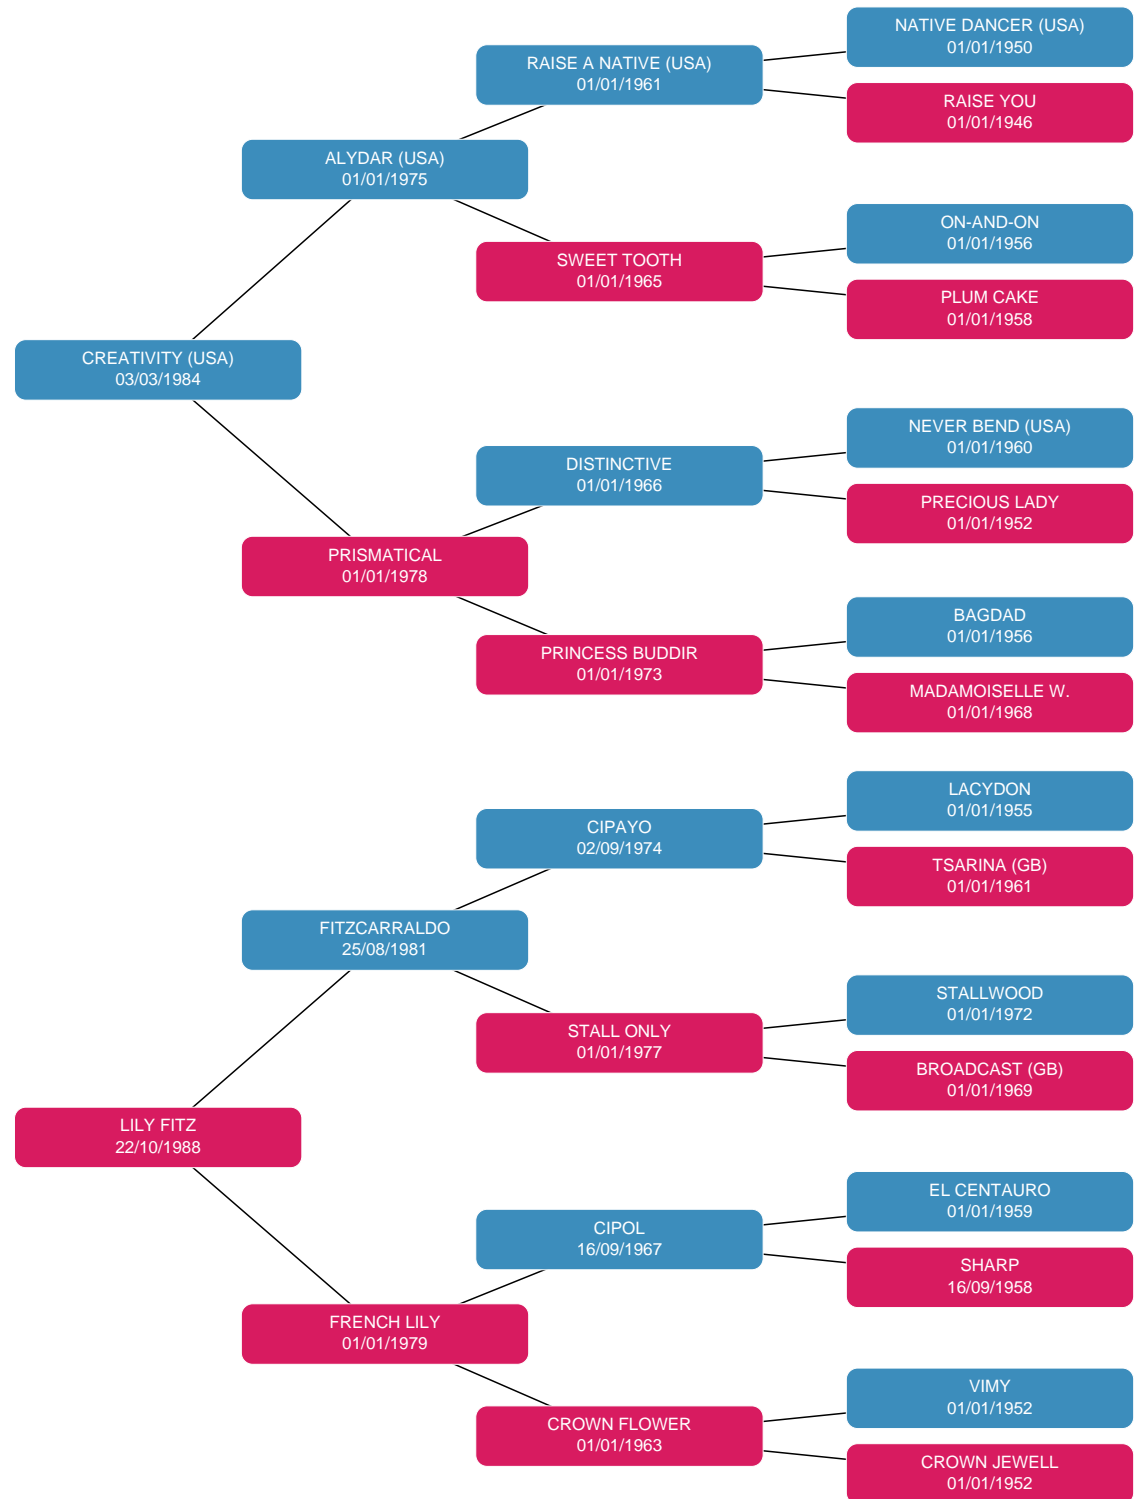 NATIVE DANCER (USA)
01/01/1950
RAISE A NATIVE (USA)
01/01/1961
RAISE YOU
01/01/1946
ALYDAR (USA)
01/01/1975
ON-AND-ON
01/01/1956
SWEET TOOTH
01/01/1965
PLUM CAKE
01/01/1958
CREATIVITY (USA)
03/03/1984
NEVER BEND (USA)
01/01/1960
DISTINCTIVE
01/01/1966
PRECIOUS LADY
01/01/1952
PRISMATICAL
01/01/1978
BAGDAD
01/01/1956
PRINCESS BUDDIR
01/01/1973
MADAMOISELLE W.
01/01/1968
LACYDON
01/01/1955
CIPAYO
02/09/1974
TSARINA (GB)
01/01/1961
FITZCARRALDO
25/08/1981
STALLWOOD
01/01/1972
STALL ONLY
01/01/1977
BROADCAST (GB)
01/01/1969
LILY FITZ
22/10/1988
EL CENTAURO
01/01/1959
CIPOL
16/09/1967
SHARP
16/09/1958
FRENCH LILY
01/01/1979
VIMY
01/01/1952
CROWN FLOWER
01/01/1963
CROWN JEWELL
01/01/1952